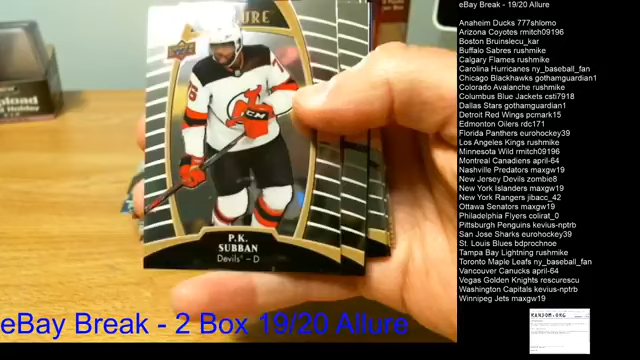 eBay Break - 19/20 Allure
Anaheim Ducks 777shlomo
Arizona Coyotes rmitch09196
Boston Bruinslecu_kar
Buffalo Sabres rushmike
Calgary Flames rushmike
Carolina Hurricanes ny_baseball_fan
Chicago Blackhawks gothamguardian1
Colorado Avalanche rushmike
Columbus Blue Jackets csti7918
Dallas Stars gothamguardian1
Detroit Red Wings pcmark15
Edmonton Oilers rdc171
Florida Panthers eurohockey39
Los Angeles Kings rushmike
Minnesota Wild rmitch09196
Montreal Canadiens april-64
Nashville Predators maxgw19
New Jersey Devils zombie8
New York Islanders maxgw19
New York Rangers jibacc_42
Ottawa Senators maxgw19
Philadelphia Flyers colirat_0
Pittsburgh Penguins kevius-nptrb
San Jose Sharks eurohockey39
St. Louis Blues bdprochnoe
Tampa Bay Lightning rushmike
Toronto Maple Leafs ny_baseball_fan
Vancouver Canucks april-64
Vegas Golden Knights rescurescu
Washington Capitals kevius-nptrb
Winnipeg Jets maxgw19
RANDOM.ORG
CCM
P.K.
SUBBAN
Devils - D
eBay Break - 2 Box 19/20 Allure